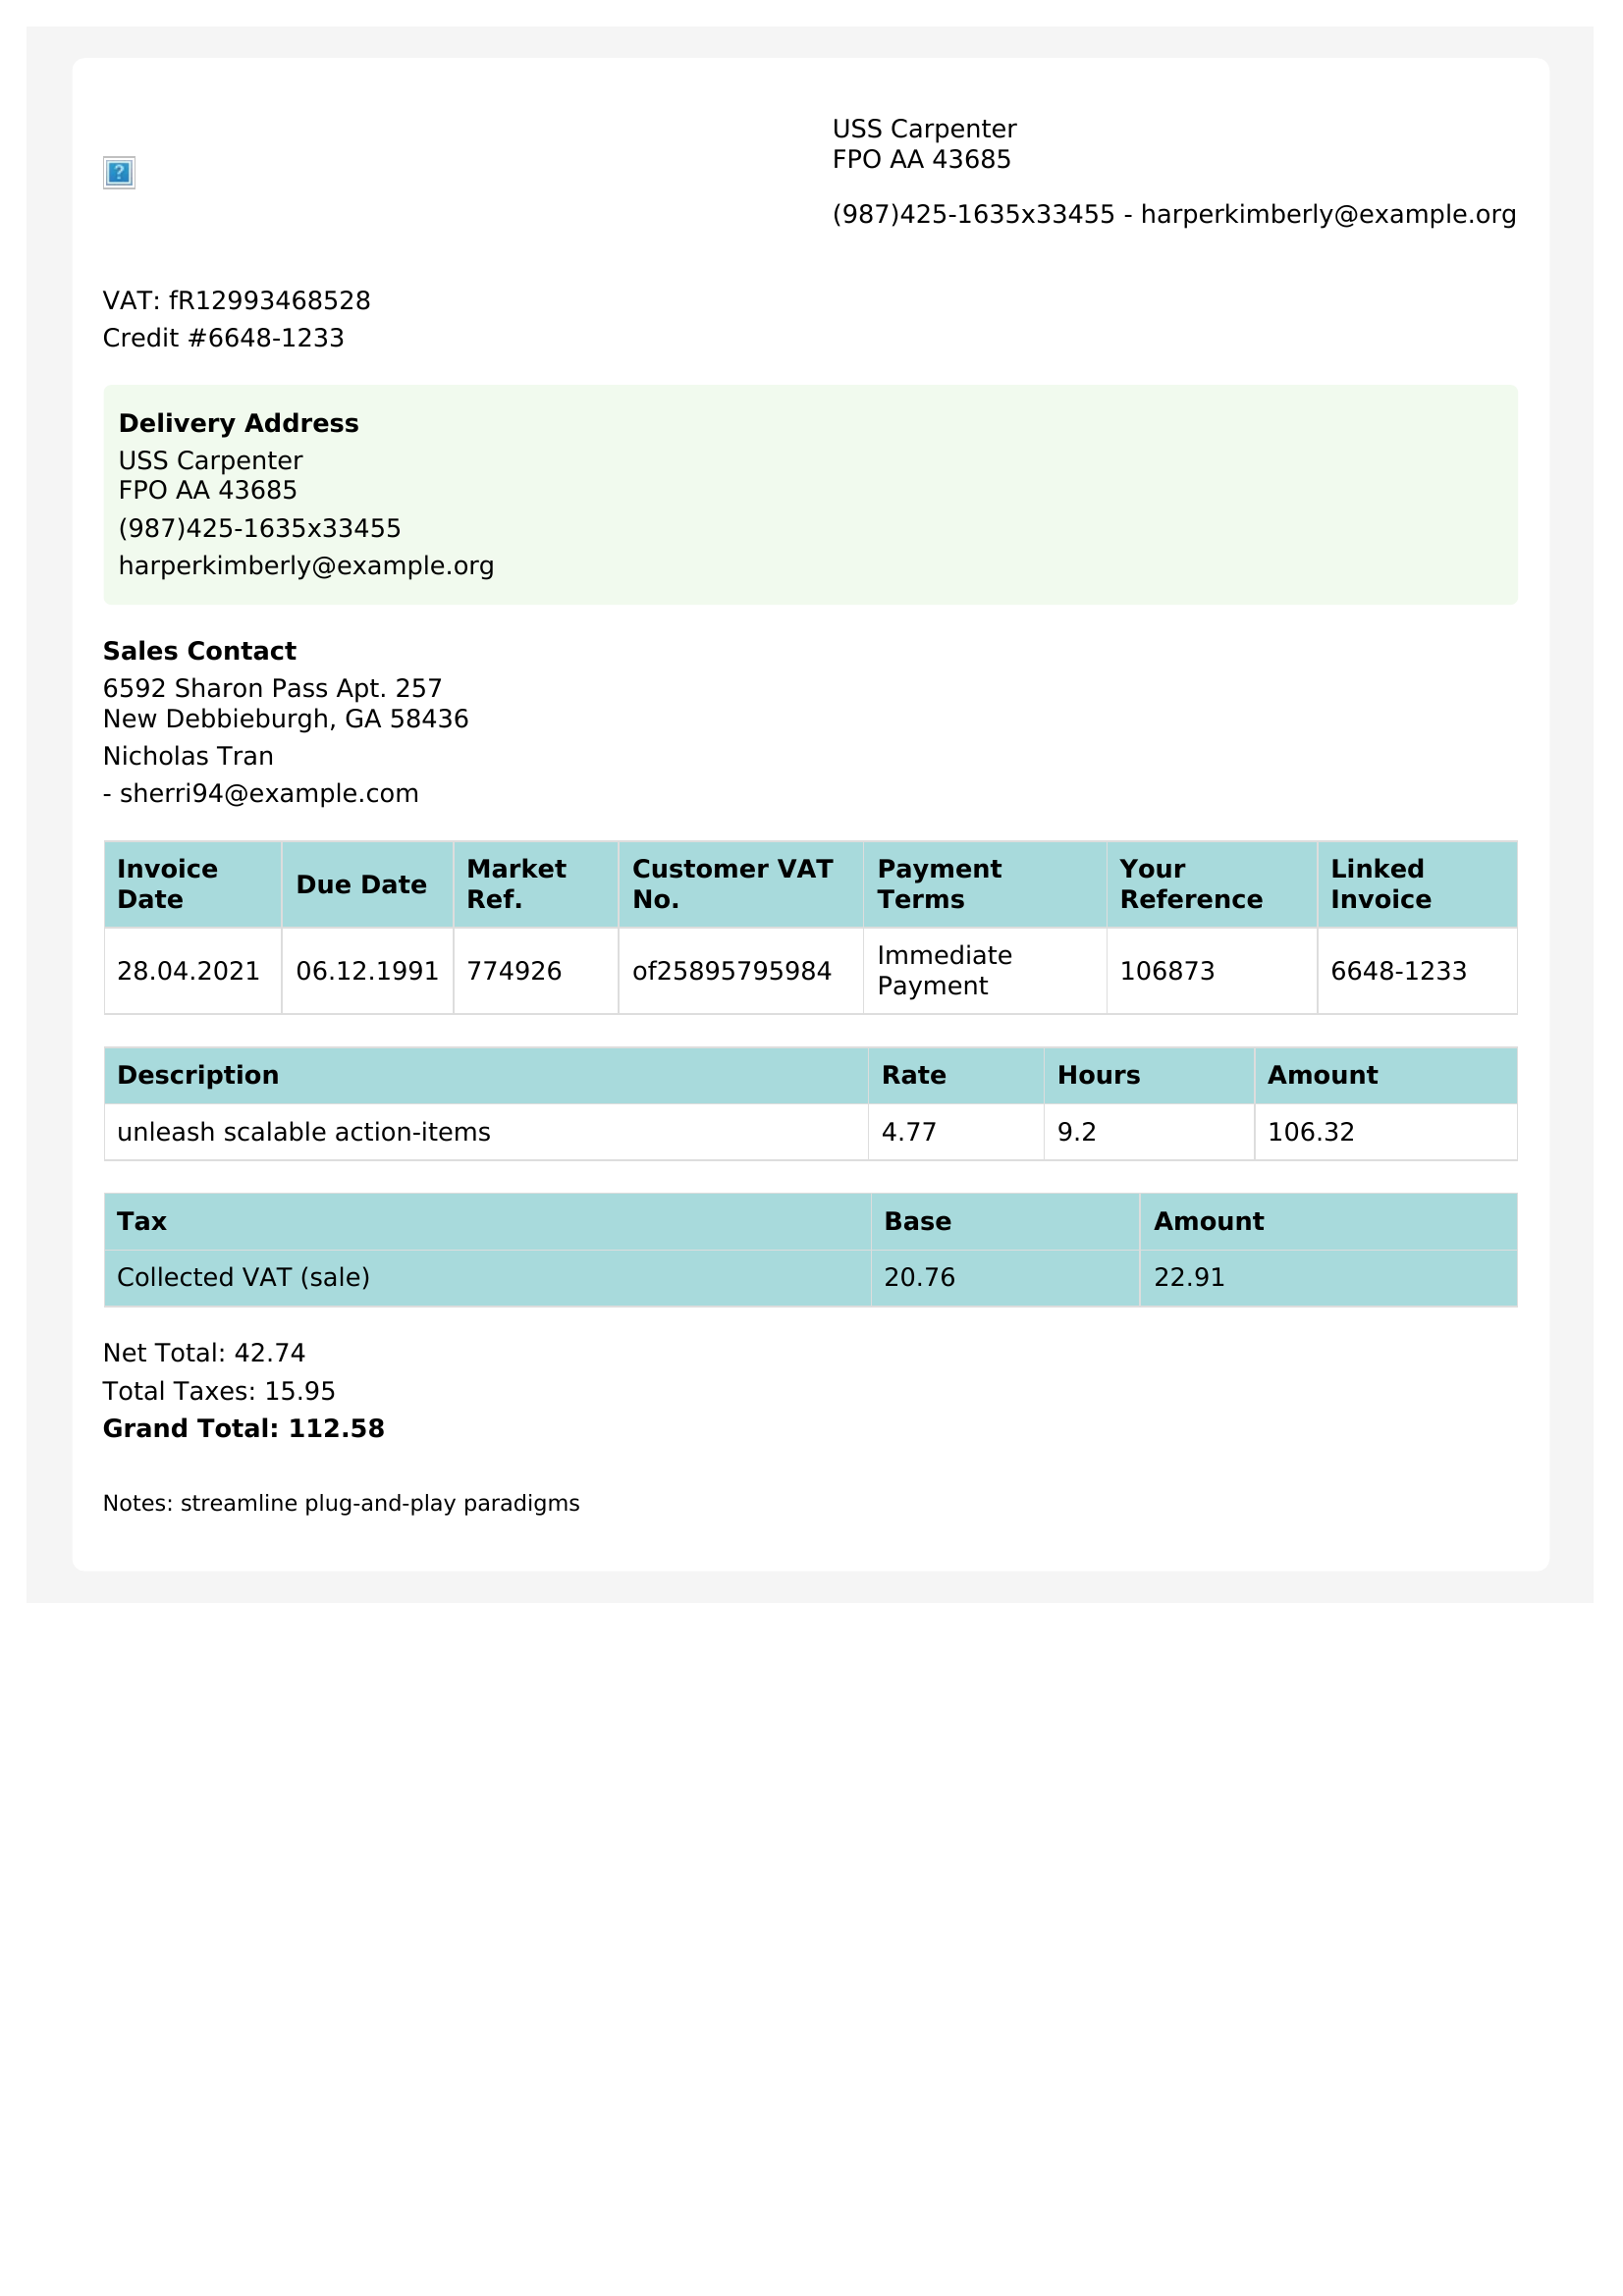 USS Carpenter
FPO AA 43685
(987)425-1635x33455 - harperkimberly@example.org
VAT: fR12993468528
Credit #6648-1233
Delivery Address
USS Carpenter
FPO AA 43685
(987)425-1635x33455
harperkimberly@example.org
Sales Contact
6592 Sharon Pass Apt. 257
New Debbieburgh, GA 58436
Nicholas Tran
- sherri94@example.com
Invoice Date Due Date Market Ref. Customer VAT No. Payment Terms Your Reference Linked Invoice
28.04.2021 06.12.1991 774926 of25895795984 Immediate Payment 106873 6648-1233
Description Rate Hours Amount
unleash scalable action-items 4.77 9.2 106.32
Tax Base Amount
Collected VAT (sale) 20.76 22.91
Net Total: 42.74
Total Taxes: 15.95
Grand Total: 112.58
Notes: streamline plug-and-play paradigms